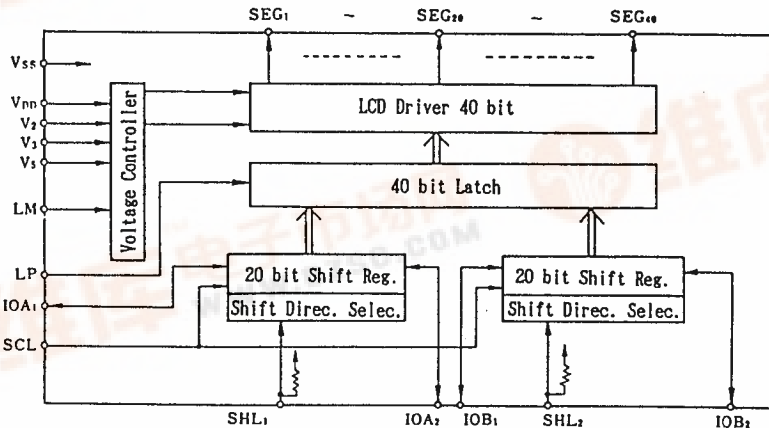 SEG1 ~ SEG20 ~ SEG40
VSS
VDD
V2
V3
V5
LM
LP
IOA1
SCL
Voltage Controller
LCD Driver 40 bit
40 bit Latch
20 bit Shift Reg.
Shift Direc. Selec.
20 bit Shift Reg.
Shift Direc. Selec.
SHL1 IOA2 IOB1 SHL2 IOB2